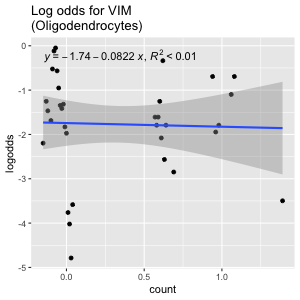 Log odds for VIM
(Oligodendrocytes)
y = −1.74 − 0.0822 x, R² < 0.01
0
-1
-2
-3
-4
-5
logodds
0.0 0.5 1.0
count